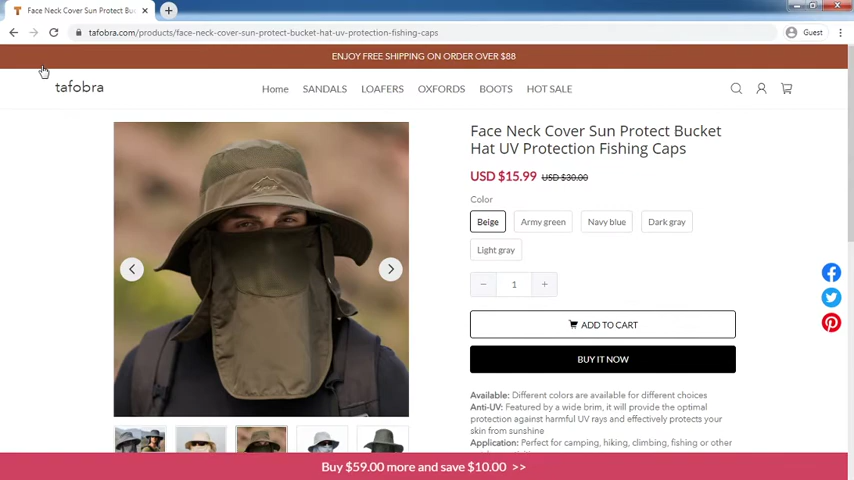 Face Neck Cover Sun Protect Buc
tafobra.com/products/face-neck-cover-sun-protect-bucket-hat-uv-protection-fishing-caps
Guest
ENJOY FREE SHIPPING ON ORDER OVER $88
tafobra
Home SANDALS LOAFERS OXFORDS BOOTS HOT SALE
Face Neck Cover Sun Protect Bucket
Hat UV Protection Fishing Caps
USD $15.99 USD $30.00
Color
Beige Army green Navy blue Dark gray
Light gray
− 1 +
ADD TO CART
BUY IT NOW
Available: Different colors are available for different choices
Anti-UV: Featured by a wide brim, it will provide the optimal
protection against harmful UV rays and effectively protects your
skin from sunshine
Application: Perfect for camping, hiking, climbing, fishing or other
Buy $59.00 more and save $10.00 >>